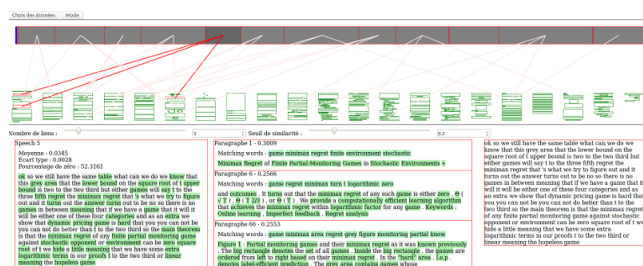 Choix des données Mode
Nombre de liens : 5 Seuil de similarité : 0.2
Speech 5
Moyenne : 0.0345
Ecart type : 0.0028
Pourcentage de zéro : 52.3161
ok so we still have the same table what can we do we know that
this grey area that the lower bound on the square root of t upper
bound is two to the two third but either games will say t to the
three fifth regret the minimax regret that 's what we try to figure
out and it turns out the answer turns out to be no so there is no
games in between meaning that if we have a game that it will it
will be either one of these four categories and as an extra we
show that dynamic pricing is hard that you you can not be you
can not do better than t to the two third so the main theorem is
that the minimax regret of any finite partial monitoring game
against stochastic opponent or environment can be zero square
root of t we hide a little meaning that we have some extra
logarithmic terms in our proofs t to the two third or linear
meaning the hopeless game
Paragraphe 1 - 0.3009
Matching words : game minimax regret finite environment stochastic
Minimax Regret of Finite Partial-Monitoring Games in Stochastic Environments +
Paragraphe 6 - 0.2566
Matching words : game minimax regret turn t logarithmic zero
and outcomes . It turns out that the minimax regret of any such game is either zero , Θ (
√ T ) , Θ ( T 2/3 ) , or Θ ( T ) . We provide a computationally efficient learning algorithm
that achieves the minimax regret within logarithmic factor for any game . Keywords :
Online learning , Imperfect feedback , Regret analysis
Paragraphe 66 - 0.2553
Matching words : game minimax area regret grey figure monitoring partial know
Figure 1 : Partial monitoring games and their minimax regret as it was known previously
. The big rectangle denotes the set of all games . Inside the big rectangle , the games are
ordered from left to right based on their minimax regret . In the "hard" area , l.e.p .
denotes label-efficient prediction . The grey area contains games whose
ok so we still have the same table what can we do we
know that this grey area that the lower bound on the
square root of t upper bound is two to the two third but
either games will say t to the three fifth regret the
minimax regret that 's what we try to figure out and it
turns out the answer turns out to be no so there is no
games in between meaning that if we have a game that it
will it will be either one of these four categories and as
an extra we show that dynamic pricing is hard that you
you can not be you can not do better than t to the two
third so the main theorem is that the minimax regret
of any finite partial monitoring game against stochastic
opponent or environment can be zero square root of t we
hide a little meaning that we have some extra
logarithmic terms in our proofs t to the two third or
linear meaning the hopeless game